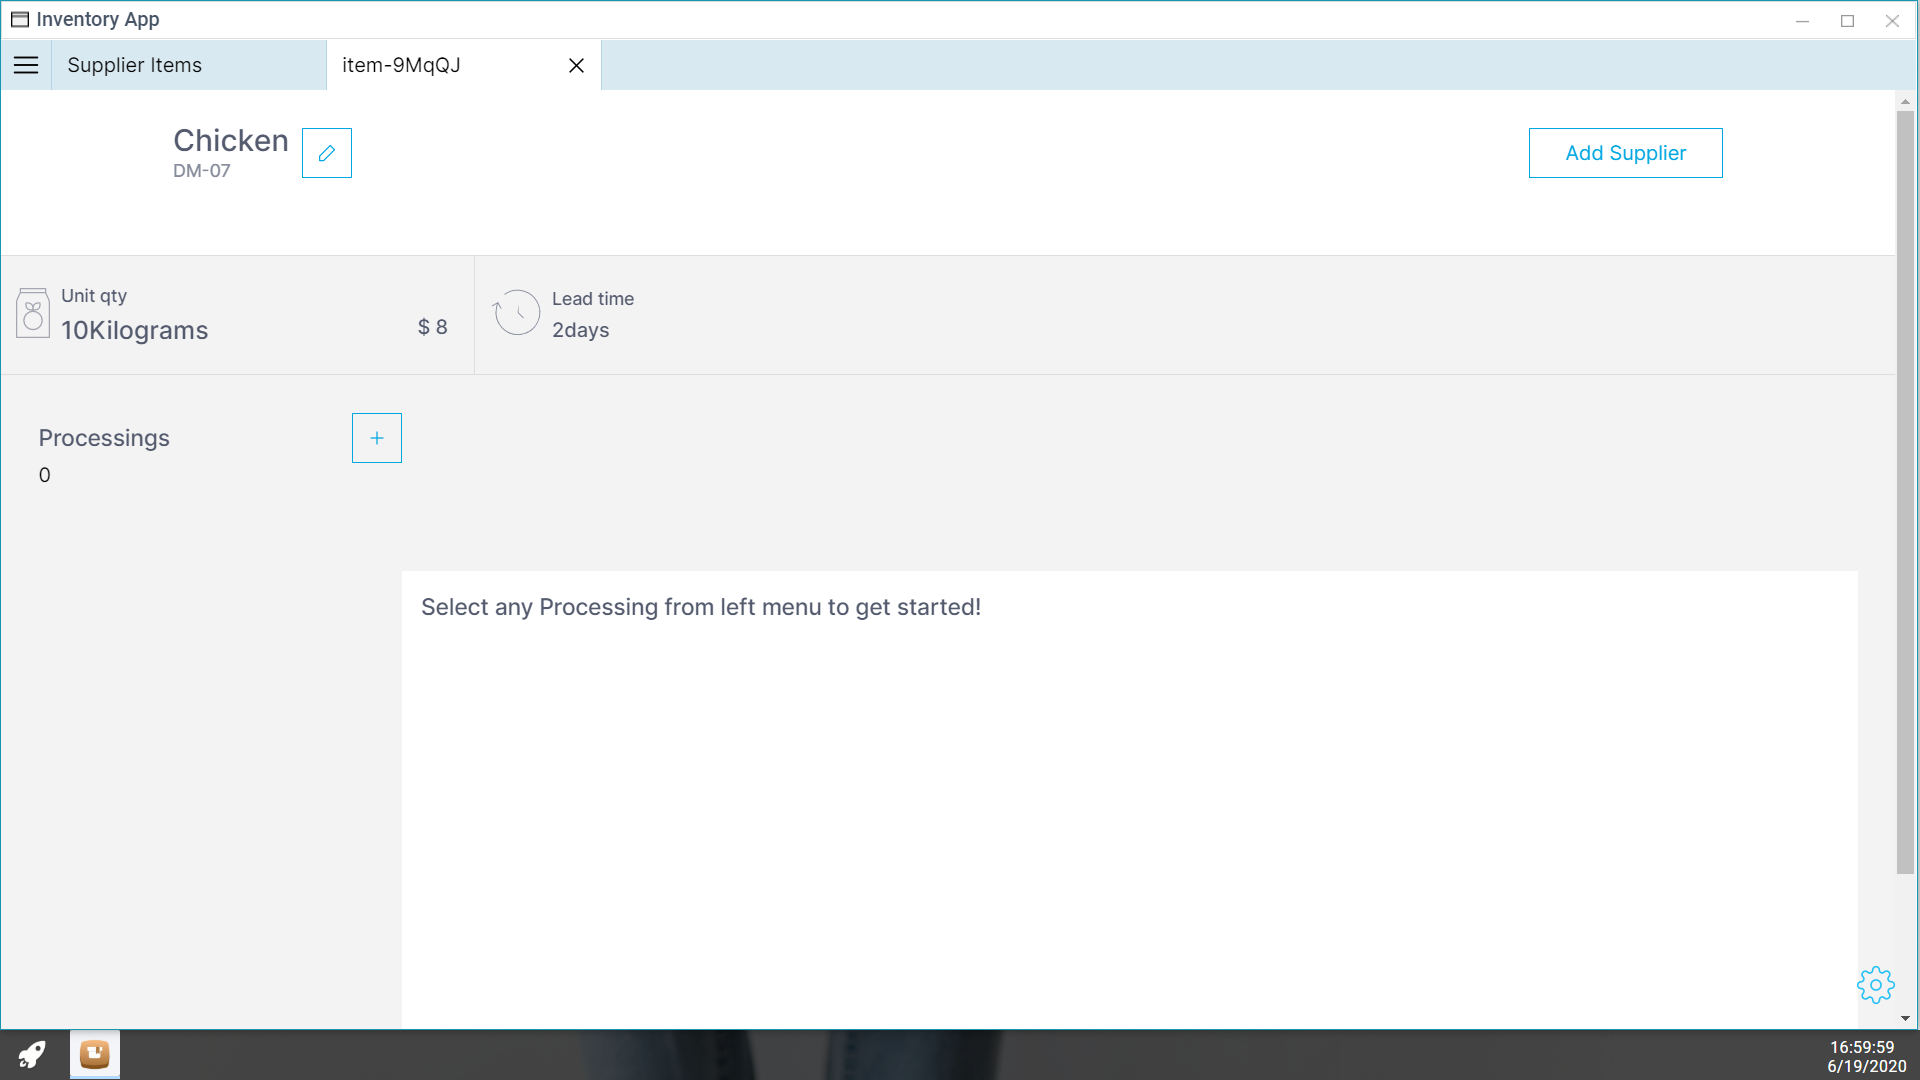 Inventory App
Supplier Items
item-9MqQJ
Chicken
DM-07
Add Supplier
Unit qty
10Kilograms
$ 8
Lead time
2days
Processings
0
Select any Processing from left menu to get started!
16:59:59
6/19/2020